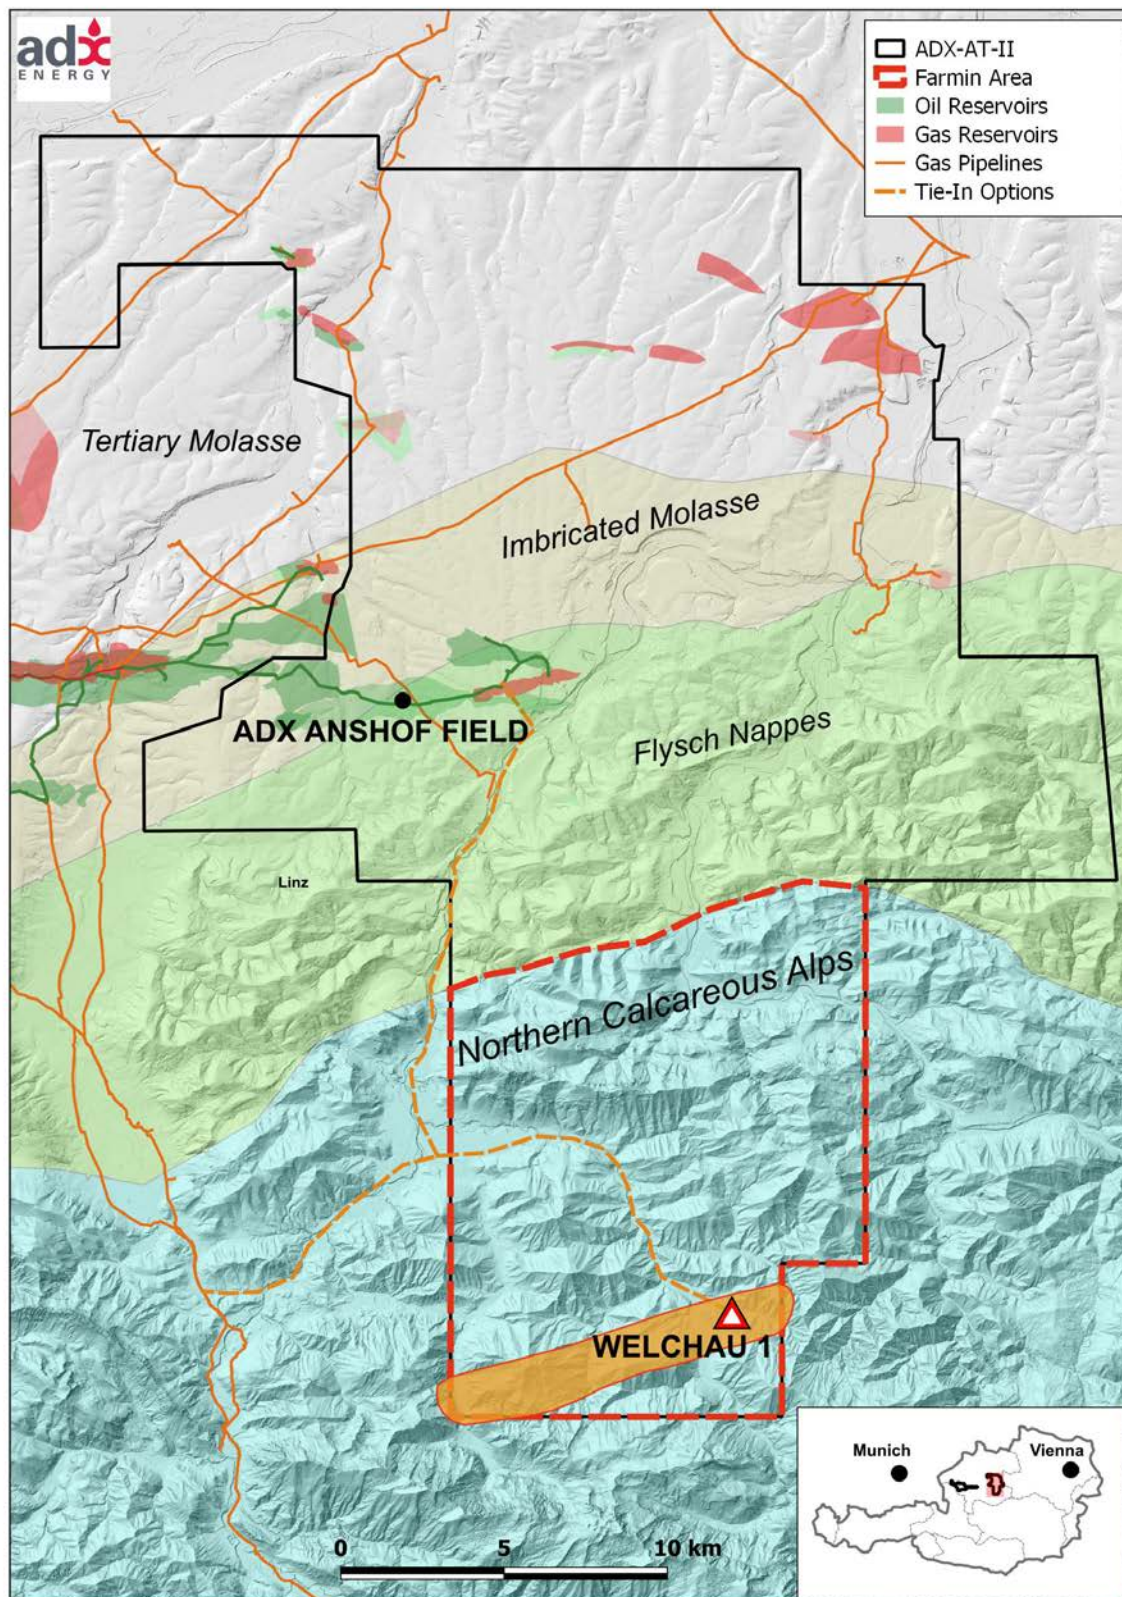 adx
ENERGY
ADX-AT-II
Farmin Area
Oil Reservoirs
Gas Reservoirs
Gas Pipelines
Tie-In Options
Tertiary Molasse
Imbricated Molasse
ADX ANSHOF FIELD
Flysch Nappes
Linz
Northern Calcareous Alps
WELCHAU 1
Munich
Vienna
0 5 10 km